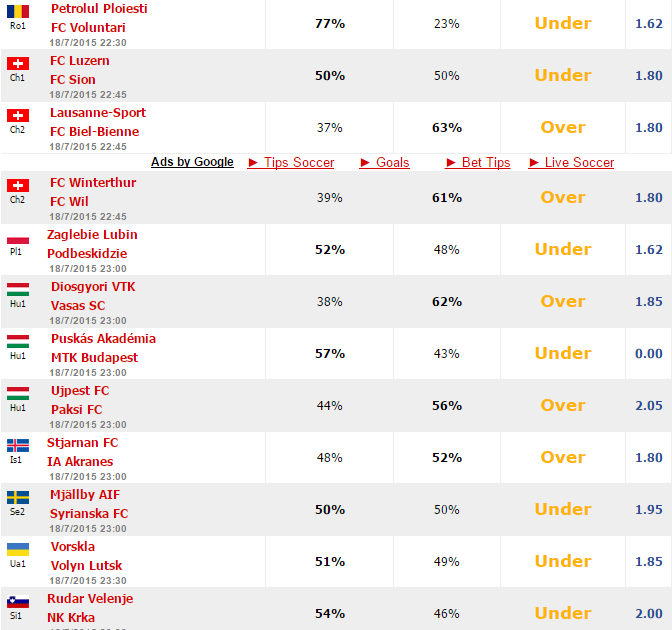 Petrolul Ploiesti
Ro1 FC Voluntari 77% 23% Under 1.62
18/7/2015 22:30
FC Luzern
Ch1 FC Sion 50% 50% Under 1.80
18/7/2015 22:45
Lausanne-Sport
Ch2 FC Biel-Bienne 37% 63% Over 1.80
18/7/2015 22:45
Ads by Google ► Tips Soccer ► Goals ► Bet Tips ► Live Soccer
FC Winterthur
Ch2 FC Wil 39% 61% Over 1.80
18/7/2015 22:45
Zaglebie Lubin
Pl1 Podbeskidzie 52% 48% Under 1.62
18/7/2015 23:00
Diosgyori VTK
Hu1 Vasas SC 38% 62% Over 1.85
18/7/2015 23:00
Puskás Akadémia
Hu1 MTK Budapest 57% 43% Under 0.00
18/7/2015 23:00
Ujpest FC
Hu1 Paksi FC 44% 56% Over 2.05
18/7/2015 23:00
Stjarnan FC
Is1 IA Akranes 48% 52% Over 1.80
18/7/2015 23:00
Mjällby AIF
Se2 Syrianska FC 50% 50% Under 1.95
18/7/2015 23:00
Vorskla
Ua1 Volyn Lutsk 51% 49% Under 1.85
18/7/2015 23:30
Rudar Velenje
Si1 NK Krka 54% 46% Under 2.00